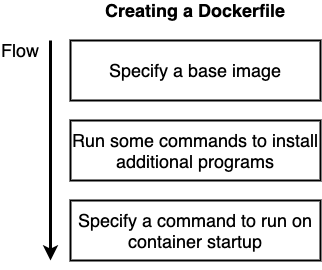 Creating a Dockerfile
Flow
Specify a base image
Run some commands to install
additional programs
Specify a command to run on
container startup